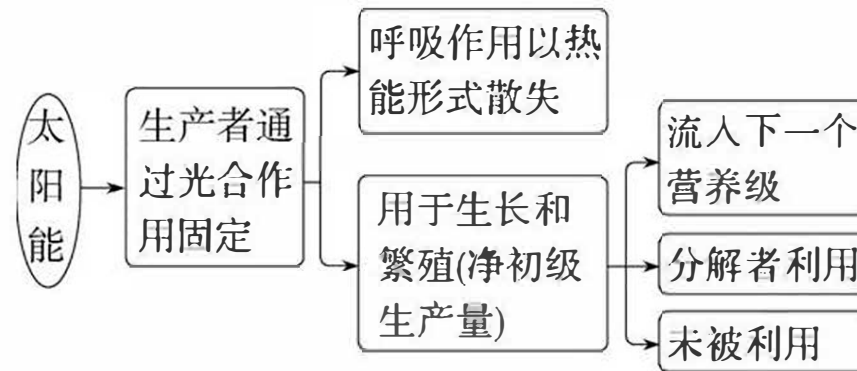 太
阳
能
生产者通
过光合作
用固定
呼吸作用以热
能形式散失
用于生长和
繁殖(净初级
生产量)
流入下一个
营养级
分解者利用
未被利用